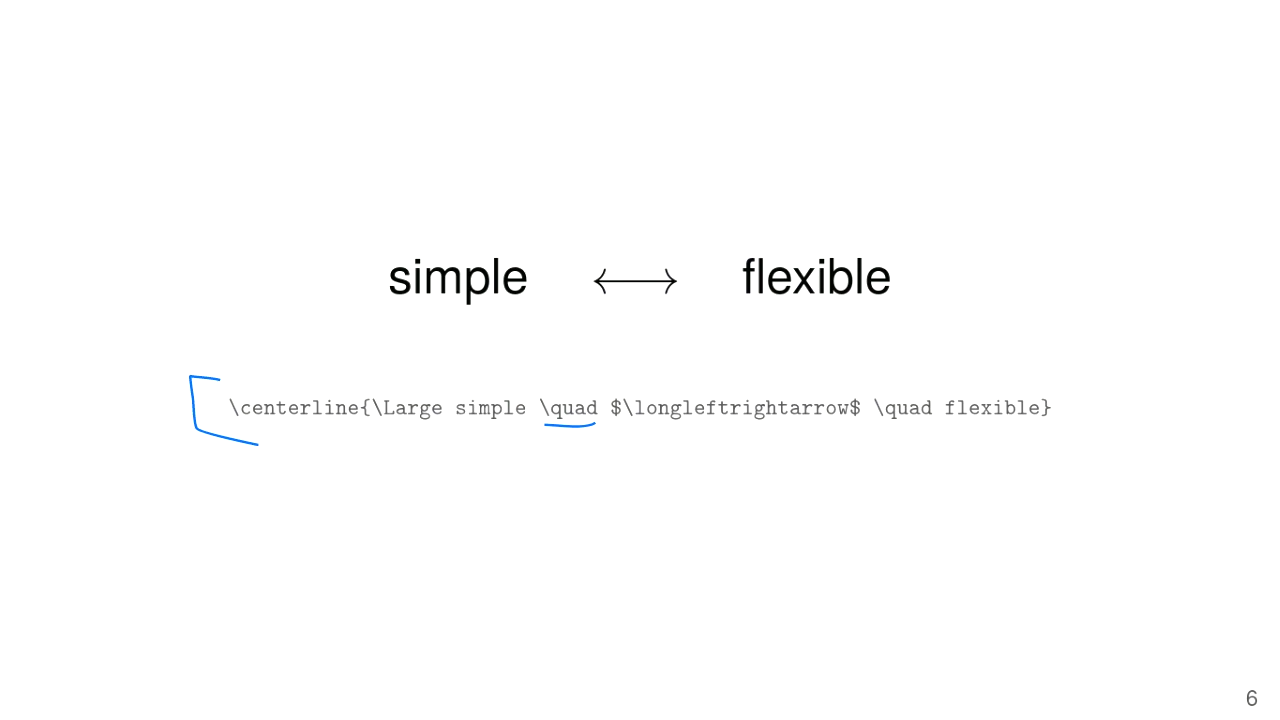 simple ⟷ flexible
\centerline{\Large simple \quad $\longleftrightarrow$ \quad flexible}
6